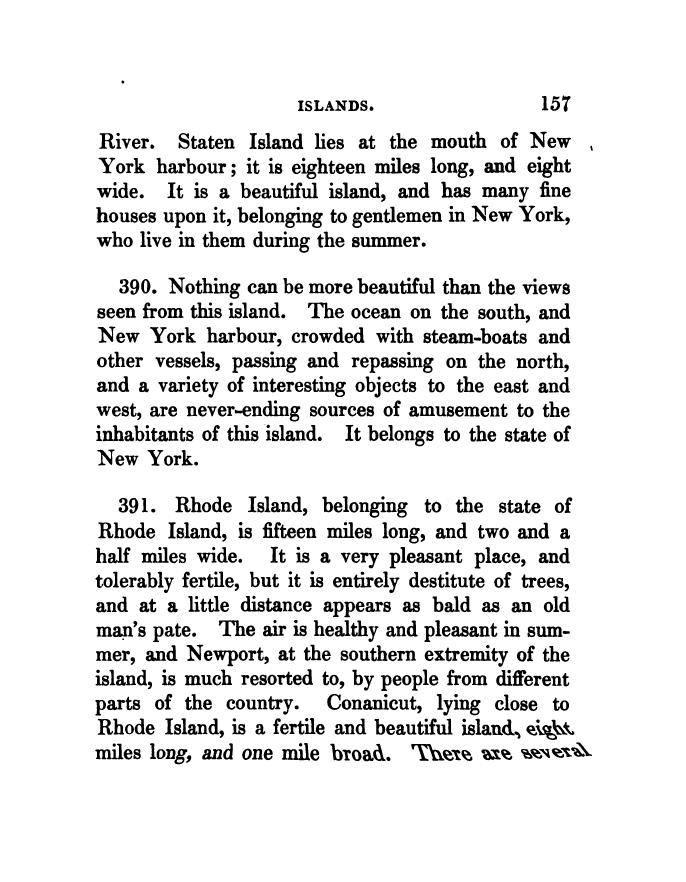 ISLANDS. 157
River. Staten Island lies at the mouth of New
York harbour; it is eighteen miles long, and eight
wide. It is a beautiful island, and has many fine
houses upon it, belonging to gentlemen in New York,
who live in them during the summer.
390. Nothing can be more beautiful than the views
seen from this island. The ocean on the south, and
New York harbour, crowded with steam-boats and
other vessels, passing and repassing on the north,
and a variety of interesting objects to the east and
west, are never-ending sources of amusement to the
inhabitants of this island. It belongs to the state of
New York.
391. Rhode Island, belonging to the state of
Rhode Island, is fifteen miles long, and two and a
half miles wide. It is a very pleasant place, and
tolerably fertile, but it is entirely destitute of trees,
and at a little distance appears as bald as an old
man's pate. The air is healthy and pleasant in sum-
mer, and Newport, at the southern extremity of the
island, is much resorted to, by people from different
parts of the country. Conanicut, lying close to
Rhode Island, is a fertile and beautiful island, eight
miles long, and one mile broad. There are several